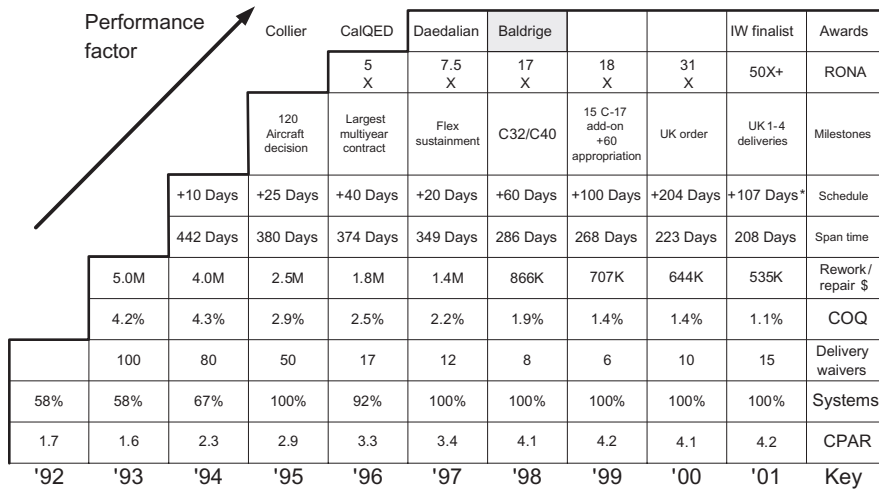 Performance
factor
Collier CalQED Daedalian Baldrige IW finalist Awards
5
X 7.5
X 17
X 18
X 31
X 50X+ RONA
120
Aircraft
decision Largest
multiyear
contract Flex
sustainment C32/C40 15 C-17
add-on
+60
appropriation UK order UK 1-4
deliveries Milestones
+10 Days +25 Days +40 Days +20 Days +60 Days +100 Days +204 Days +107 Days* Schedule
442 Days 380 Days 374 Days 349 Days 286 Days 268 Days 223 Days 208 Days Span time
5.0M 4.0M 2.5M 1.8M 1.4M 866K 707K 644K 535K Rework/
repair $
4.2% 4.3% 2.9% 2.5% 2.2% 1.9% 1.4% 1.4% 1.1% COQ
100 80 50 17 12 8 6 10 15 Delivery
waivers
58% 58% 67% 100% 92% 100% 100% 100% 100% 100% Systems
1.7 1.6 2.3 2.9 3.3 3.4 4.1 4.2 4.1 4.2 CPAR
'92 '93 '94 '95 '96 '97 '98 '99 '00 '01 Key